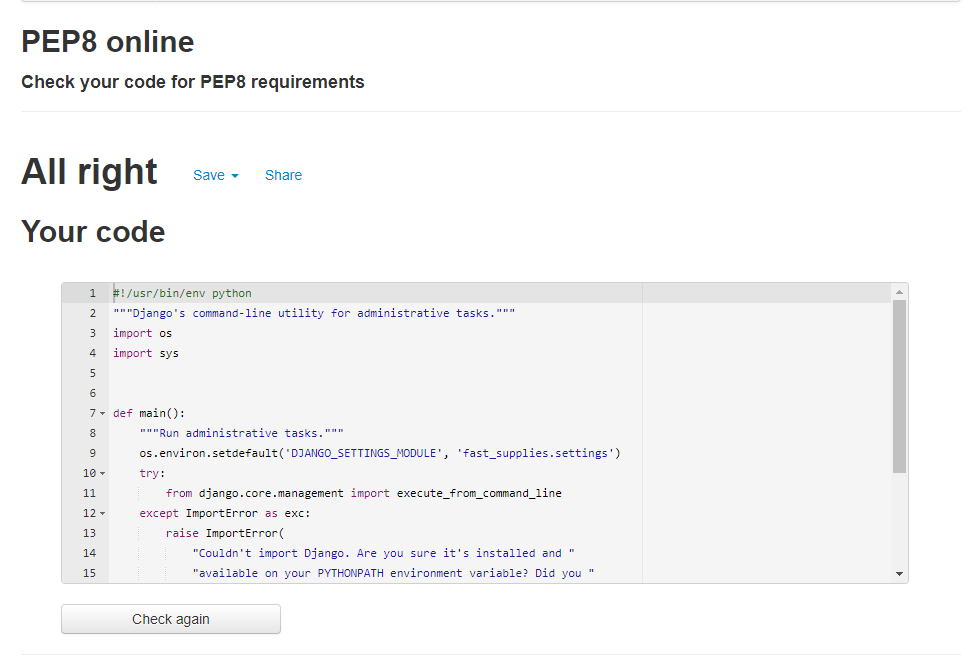 PEP8 online
Check your code for PEP8 requirements
All right Save Share
Your code
1 #!/usr/bin/env python
2 """Django's command-line utility for administrative tasks."""
3 import os
4 import sys
5
6
7 def main():
8 """Run administrative tasks."""
9 os.environ.setdefault('DJANGO_SETTINGS_MODULE', 'fast_supplies.settings')
10 try:
11 from django.core.management import execute_from_command_line
12 except ImportError as exc:
13 raise ImportError(
14 "Couldn't import Django. Are you sure it's installed and "
15 "available on your PYTHONPATH environment variable? Did you "
Check again